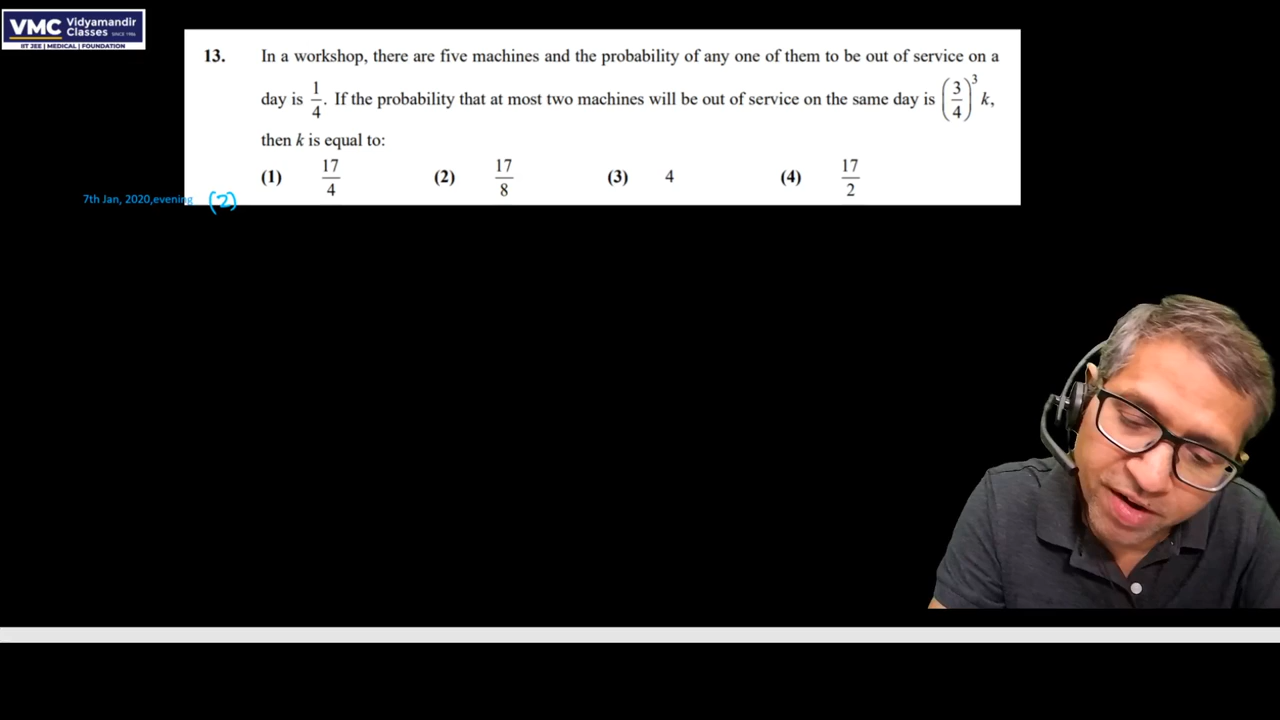 VMC Vidyamandir Classes SINCE 1986
IIT JEE | MEDICAL | FOUNDATION
13. In a workshop, there are five machines and the probability of any one of them to be out of service on a
day is 1/4. If the probability that at most two machines will be out of service on the same day is (3/4)^3 k,
then k is equal to:
(1) 17/4 (2) 17/8 (3) 4 (4) 17/2
7th Jan, 2020,evening (2)